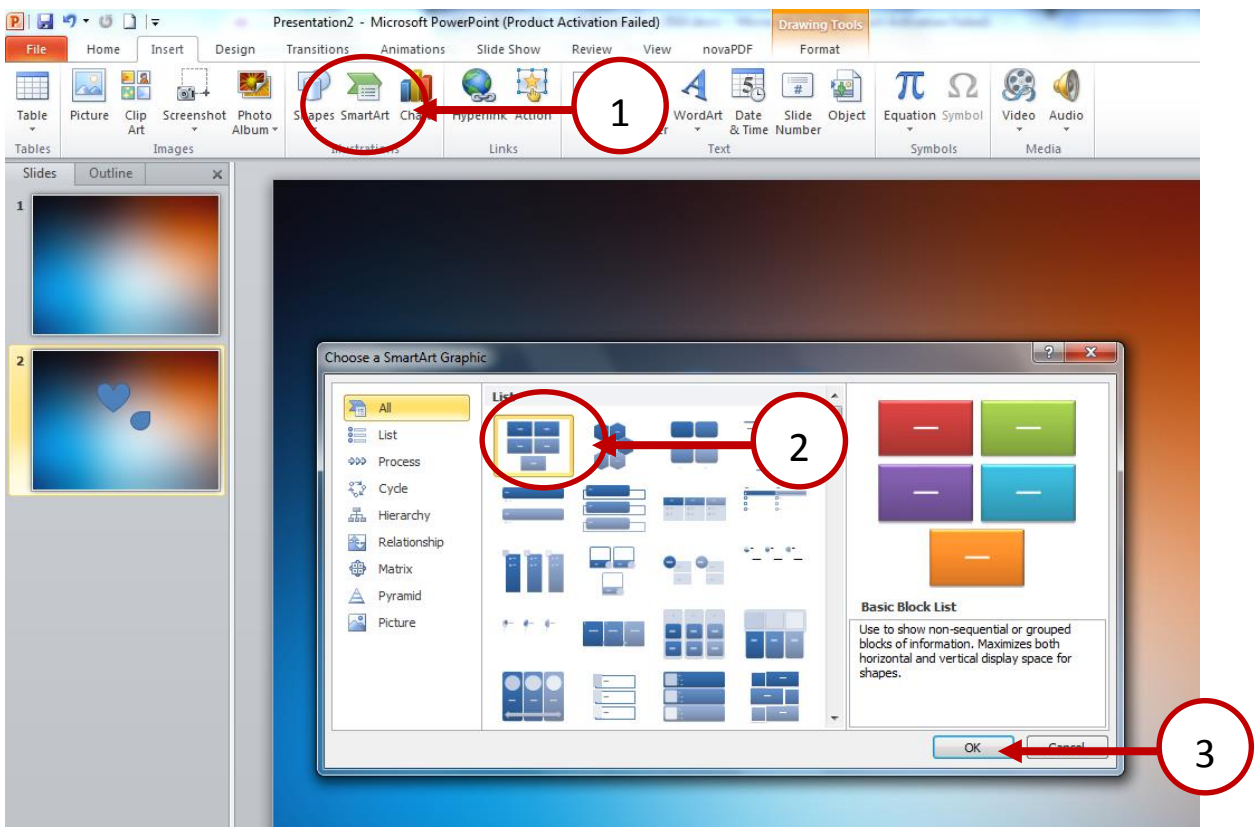 Presentation2 - Microsoft PowerPoint (Product Activation Failed)
Drawing Tools
File Home Insert Design Transitions Animations Slide Show Review View novaPDF Format
Table Picture Clip Art Screenshot Photo Album Shapes SmartArt Hyperlink Action WordArt Date & Time Slide Number Object Equation Symbol Video Audio
Tables Images Illustrations Links Text Symbols Media
1
Slides Outline
1
2
Choose a SmartArt Graphic
All
List
Process
Cycle
Hierarchy
Relationship
Matrix
Pyramid
Picture
List
2
Basic Block List
Use to show non-sequential or grouped
blocks of information. Maximizes both
horizontal and vertical display space for
shapes.
OK Cancel
3